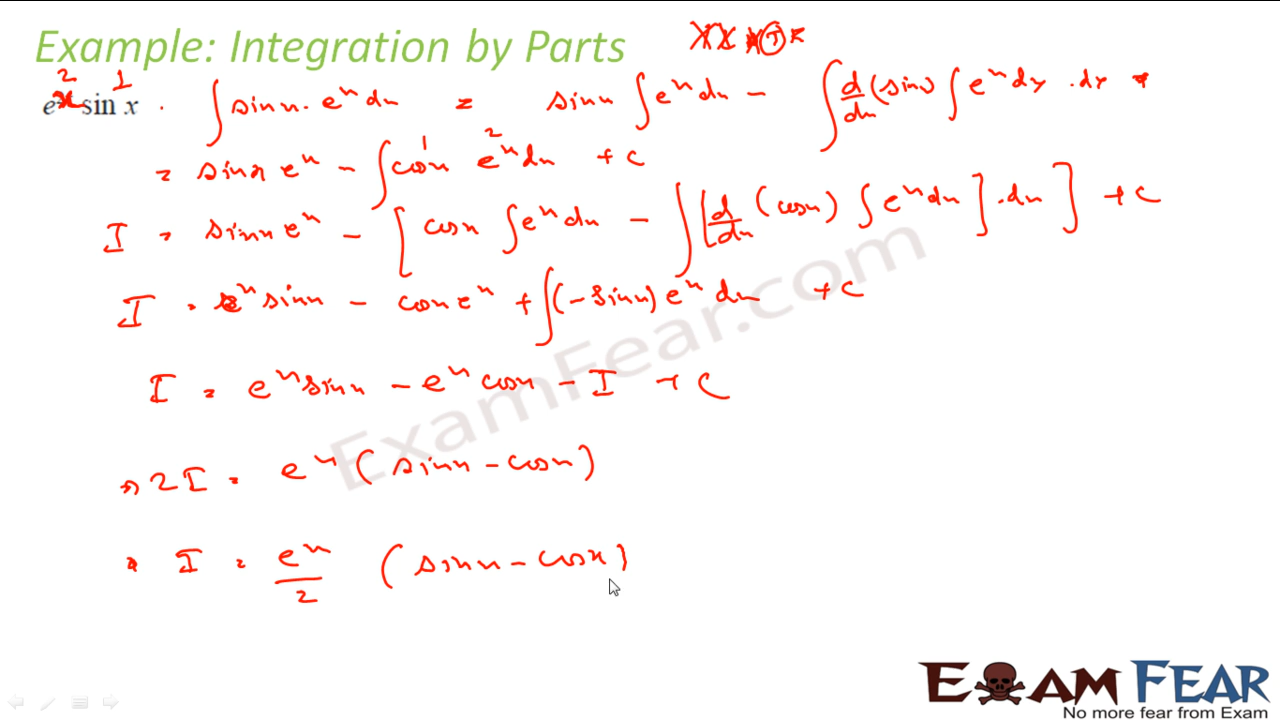 Example: Integration by Parts
2 1
e^x sin x . ∫ sin x . e^x dx = sin x ∫ e^x dx − ∫ d/dx (sin) ∫ e^x dx . dx
= sin x e^x − ∫ cos x e^x dx + C
I = sin x e^x − [ cos x ∫ e^x dx − ∫ [ d/dx (cos x) ∫ e^x dx ] . dx ] + C
I = e^x sin x − cos x e^x + ∫ (− sin x) e^x dx + C
I = e^x sin x − e^x cos x − I + C
⇒ 2I = e^x ( sin x − cos x )
I = e^x/2 ( sin x − cos x )
ExamFear.com
EXAM FEAR
No more fear from Exam